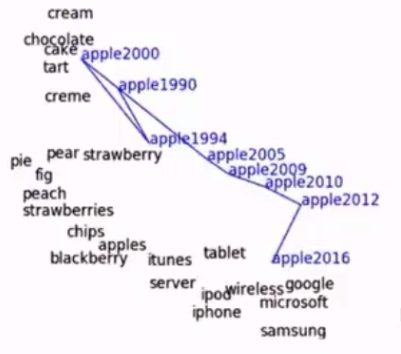 cream
chocolate
cake apple2000
tart
apple1990
creme
apple1994
pear strawberry
apple2005
pie
fig
apple2009
apple2010
peach
strawberries
apple2012
chips
apples
blackberry
itunes
tablet
apple2016
server
ipod
wireless
google
microsoft
iphone
samsung